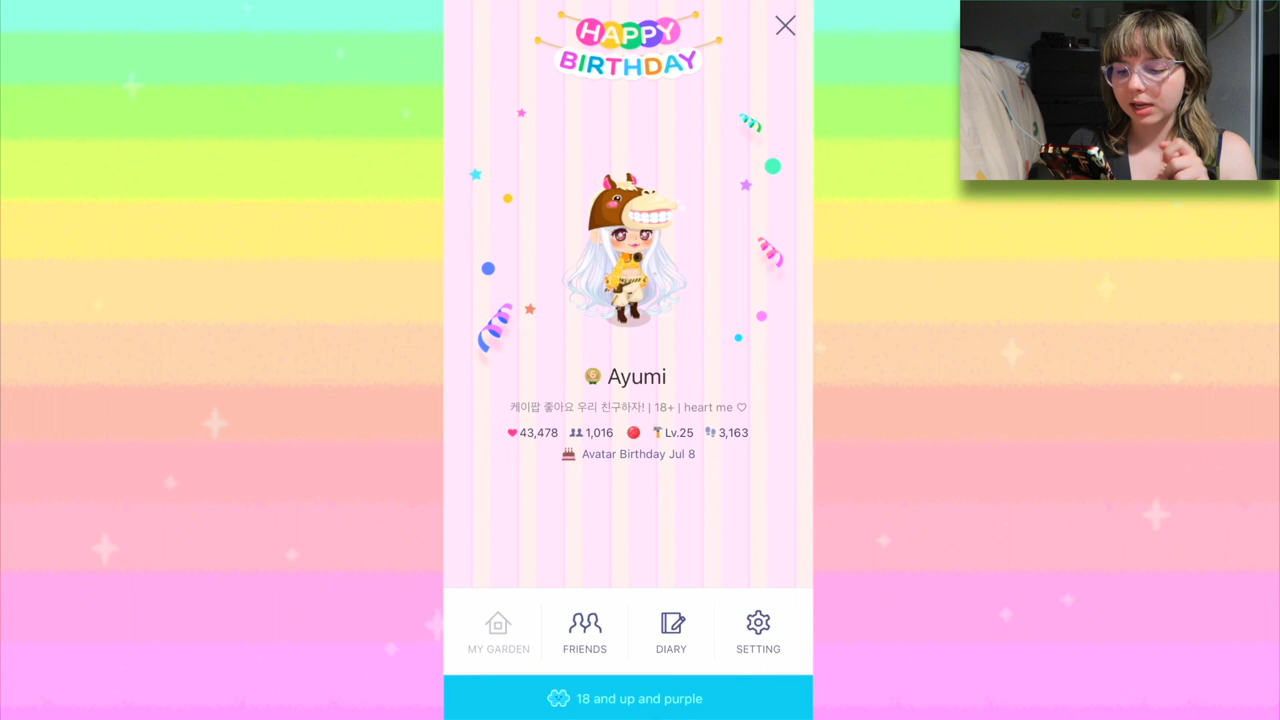 HAPPY
BIRTHDAY
Ayumi
케이팝 좋아요 우리 친구하자! | 18+ | heart me ♡
43,478 1,016 Lv.25 3,163
Avatar Birthday Jul 8
MY GARDEN FRIENDS DIARY SETTING
18 and up and purple